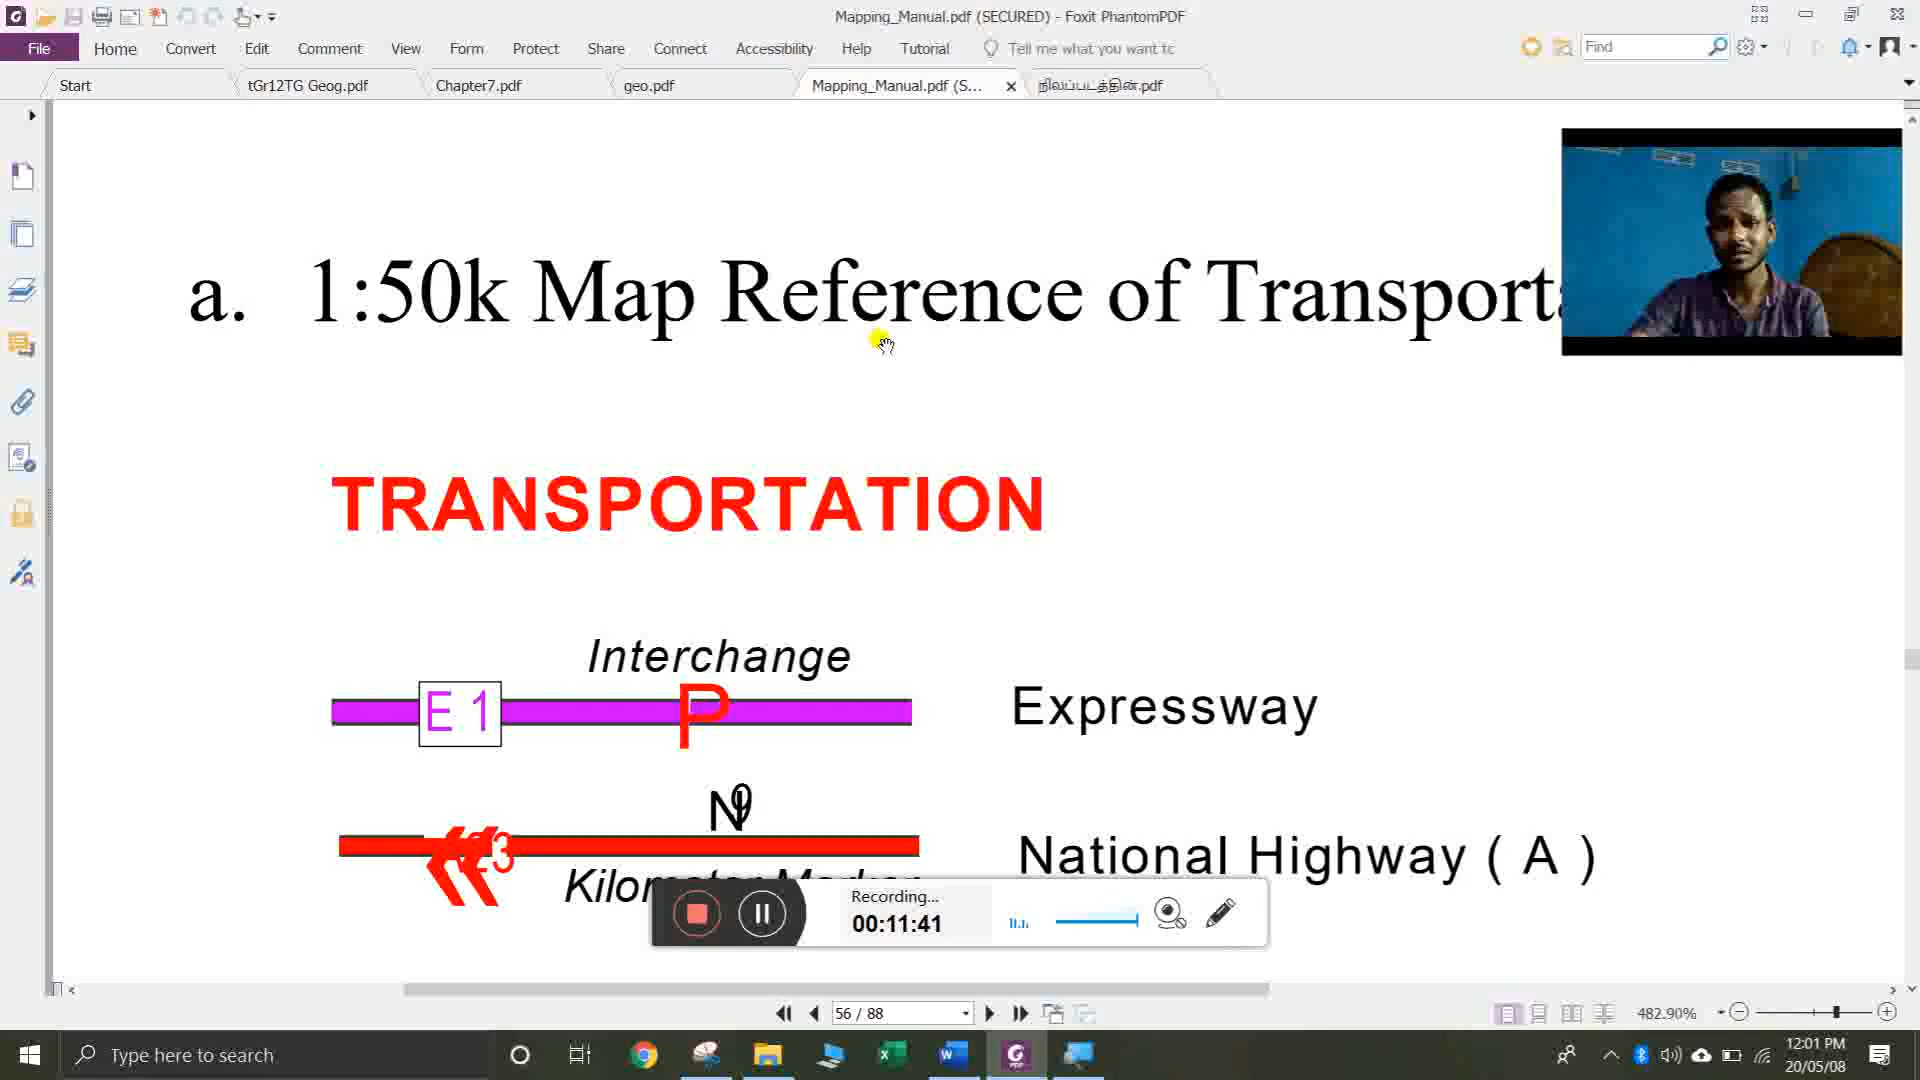 Mapping_Manual.pdf (SECURED) - Foxit PhantomPDF
File Home Convert Edit Comment View Form Protect Share Connect Accessibility Help Tutorial Tell me what you want tc Find
Start tGr12TG Geog.pdf Chapter7.pdf geo.pdf Mapping_Manual.pdf (S... நிலப்படத்தின்.pdf
a. 1:50k Map Reference of Transporta
TRANSPORTATION
Interchange
E 1 P Expressway
N
National Highway ( A )
Recording...
00:11:41
56 / 88
482.90%
Type here to search
12:01 PM
20/05/08